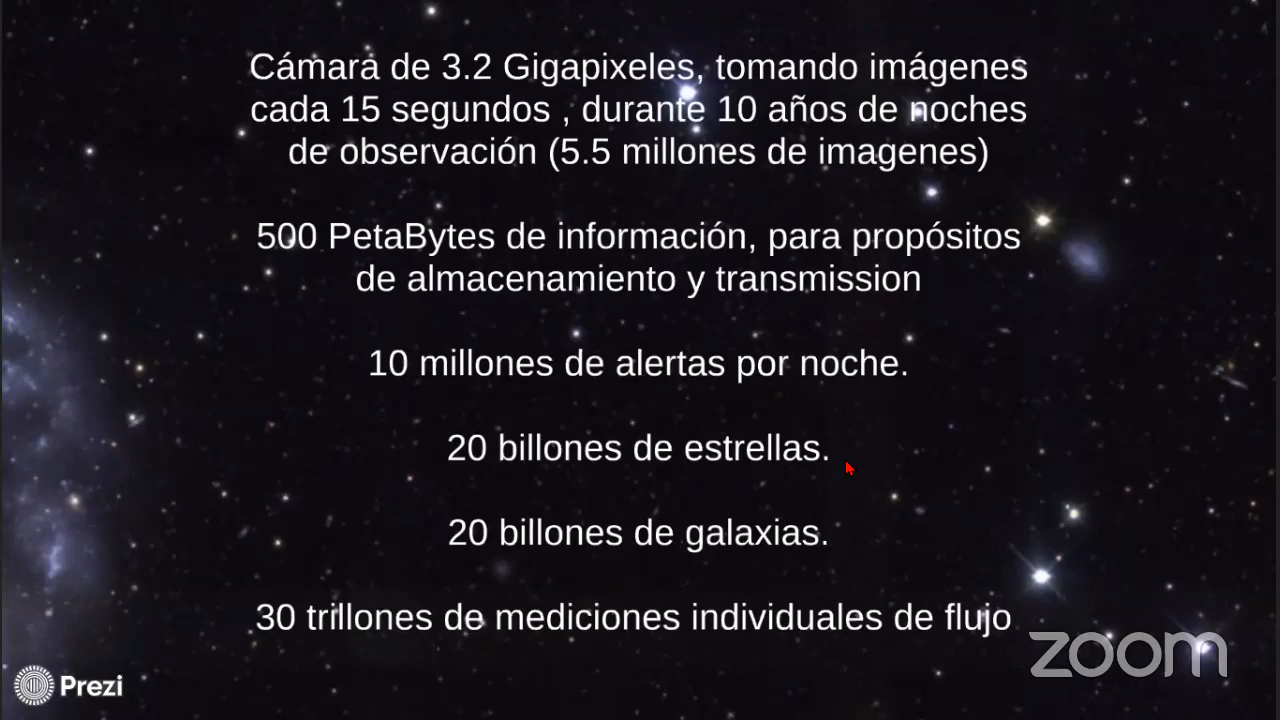 Cámara de 3.2 Gigapixeles, tomando imágenes
cada 15 segundos , durante 10 años de noches
de observación (5.5 millones de imagenes)
500 PetaBytes de información, para propósitos
de almacenamiento y transmission
10 millones de alertas por noche.
20 billones de estrellas.
20 billones de galaxias.
30 trillones de mediciones individuales de flujo
zoom
Prezi